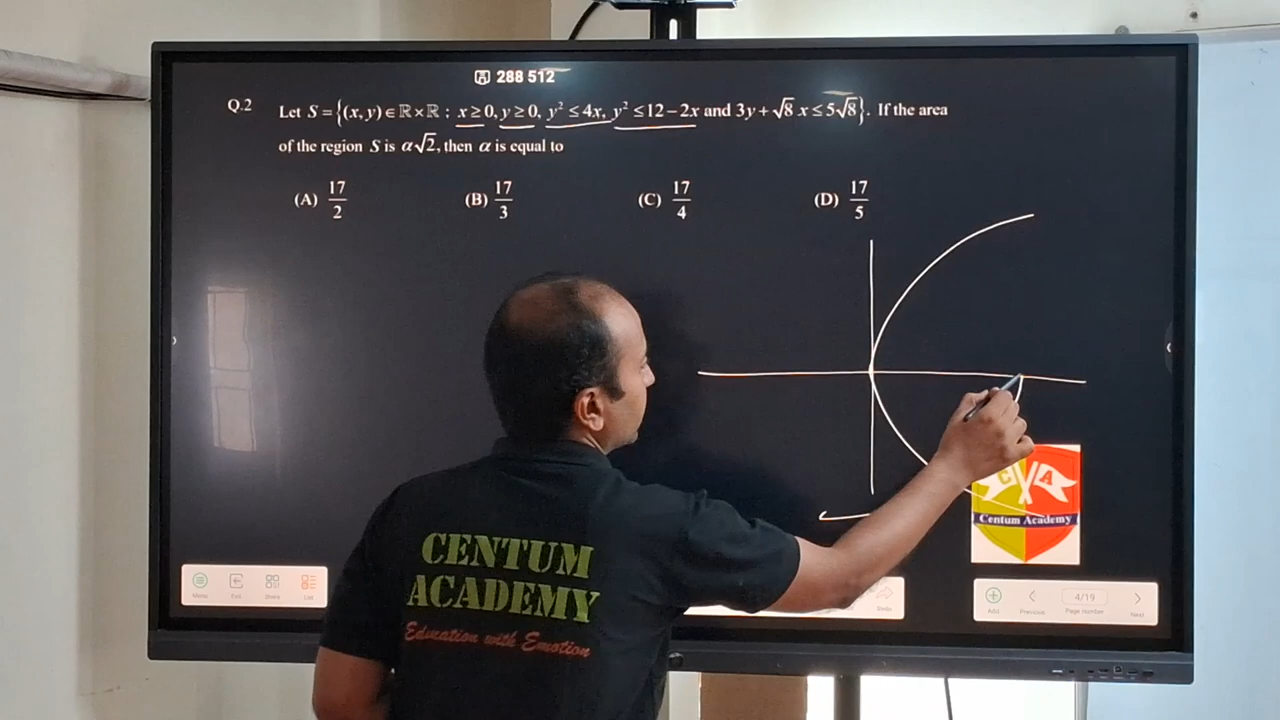 288 512
Q.2 Let S = {(x, y) ∈ ℝ × ℝ : x ≥ 0, y ≥ 0, y² ≤ 4x, y² ≤ 12 − 2x and 3y + √8 x ≤ 5√8}. If the area
of the region S is α√2, then α is equal to
(A) 17/2 (B) 17/3 (C) 17/4 (D) 17/5
C A
Centum Academy
CENTUM
ACADEMY
Education with Emotion
Menu Exit Share List
Undo
Add Previous 4/19 Page number Next